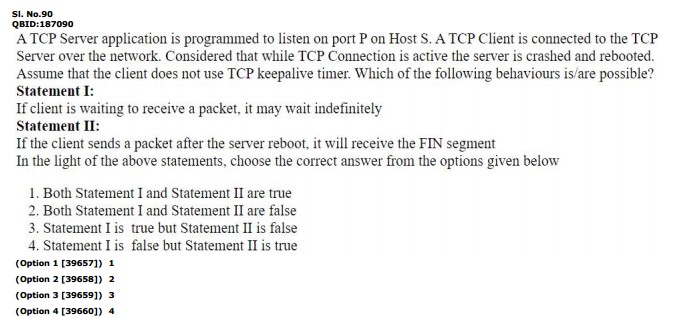 Sl. No.90
QBID:187090
A TCP Server application is programmed to listen on port P on Host S. A TCP Client is connected to the TCP
Server over the network. Considered that while TCP Connection is active the server is crashed and rebooted.
Assume that the client does not use TCP keepalive timer. Which of the following behaviours is/are possible?
Statement I:
If client is waiting to receive a packet, it may wait indefinitely
Statement II:
If the client sends a packet after the server reboot, it will receive the FIN segment
In the light of the above statements, choose the correct answer from the options given below
1. Both Statement I and Statement II are true
2. Both Statement I and Statement II are false
3. Statement I is true but Statement II is false
4. Statement I is false but Statement II is true
(Option 1 [39657]) 1
(Option 2 [39658]) 2
(Option 3 [39659]) 3
(Option 4 [39660]) 4